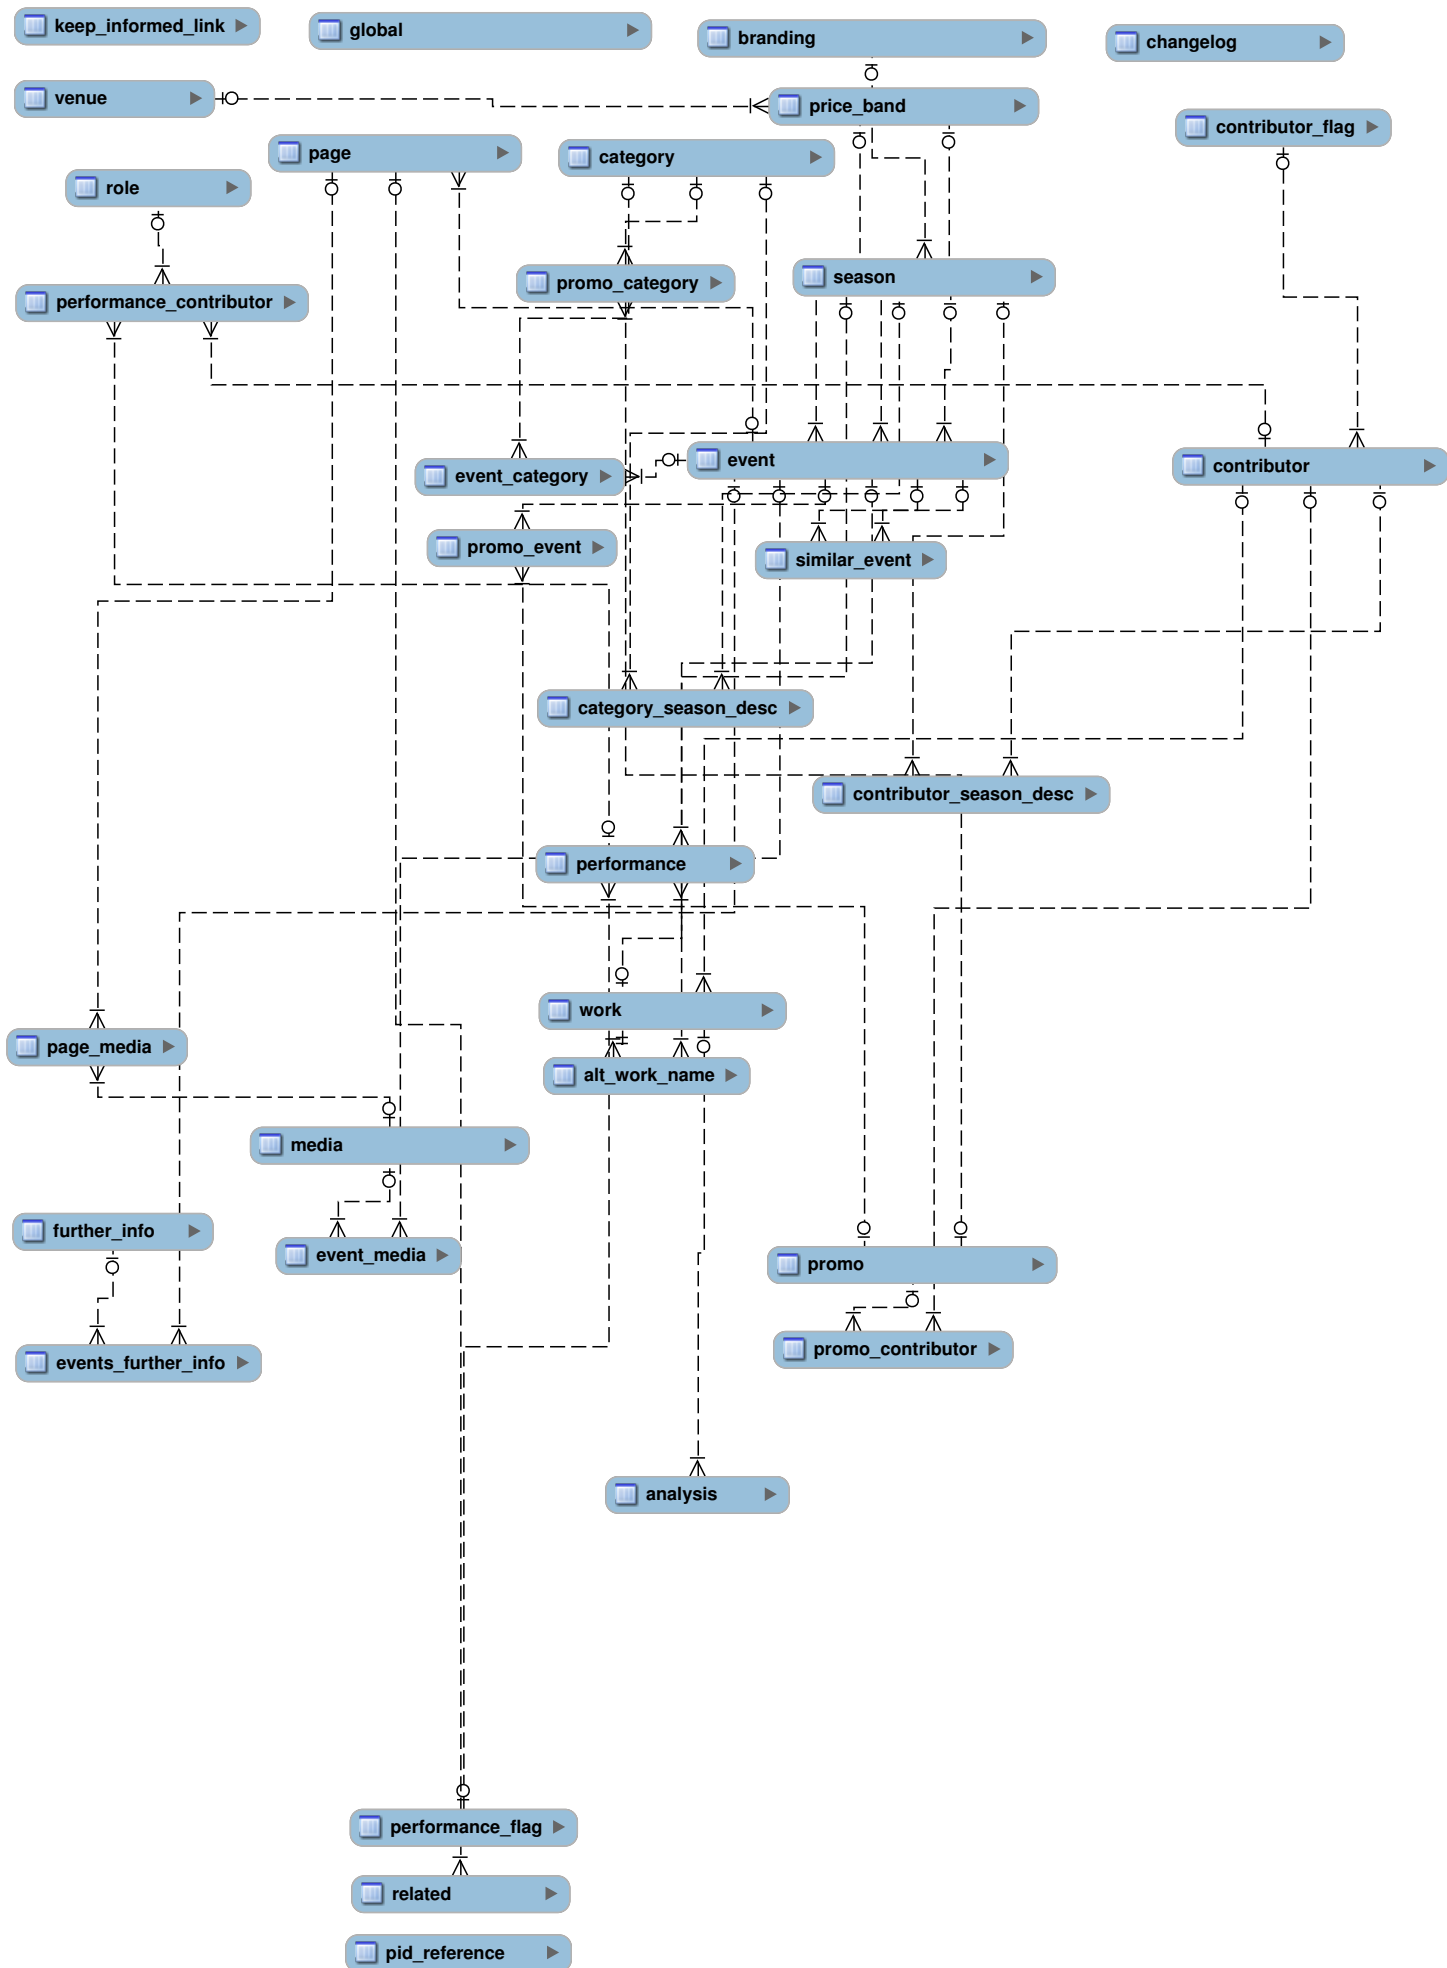 keep_informed_link
global
branding
changelog
venue
price_band
contributor_flag
page
category
role
promo_category
season
performance_contributor
event
event_category
contributor
promo_event
similar_event
category_season_desc
contributor_season_desc
performance
work
page_media
alt_work_name
media
further_info
event_media
promo
events_further_info
promo_contributor
analysis
performance_flag
related
pid_reference